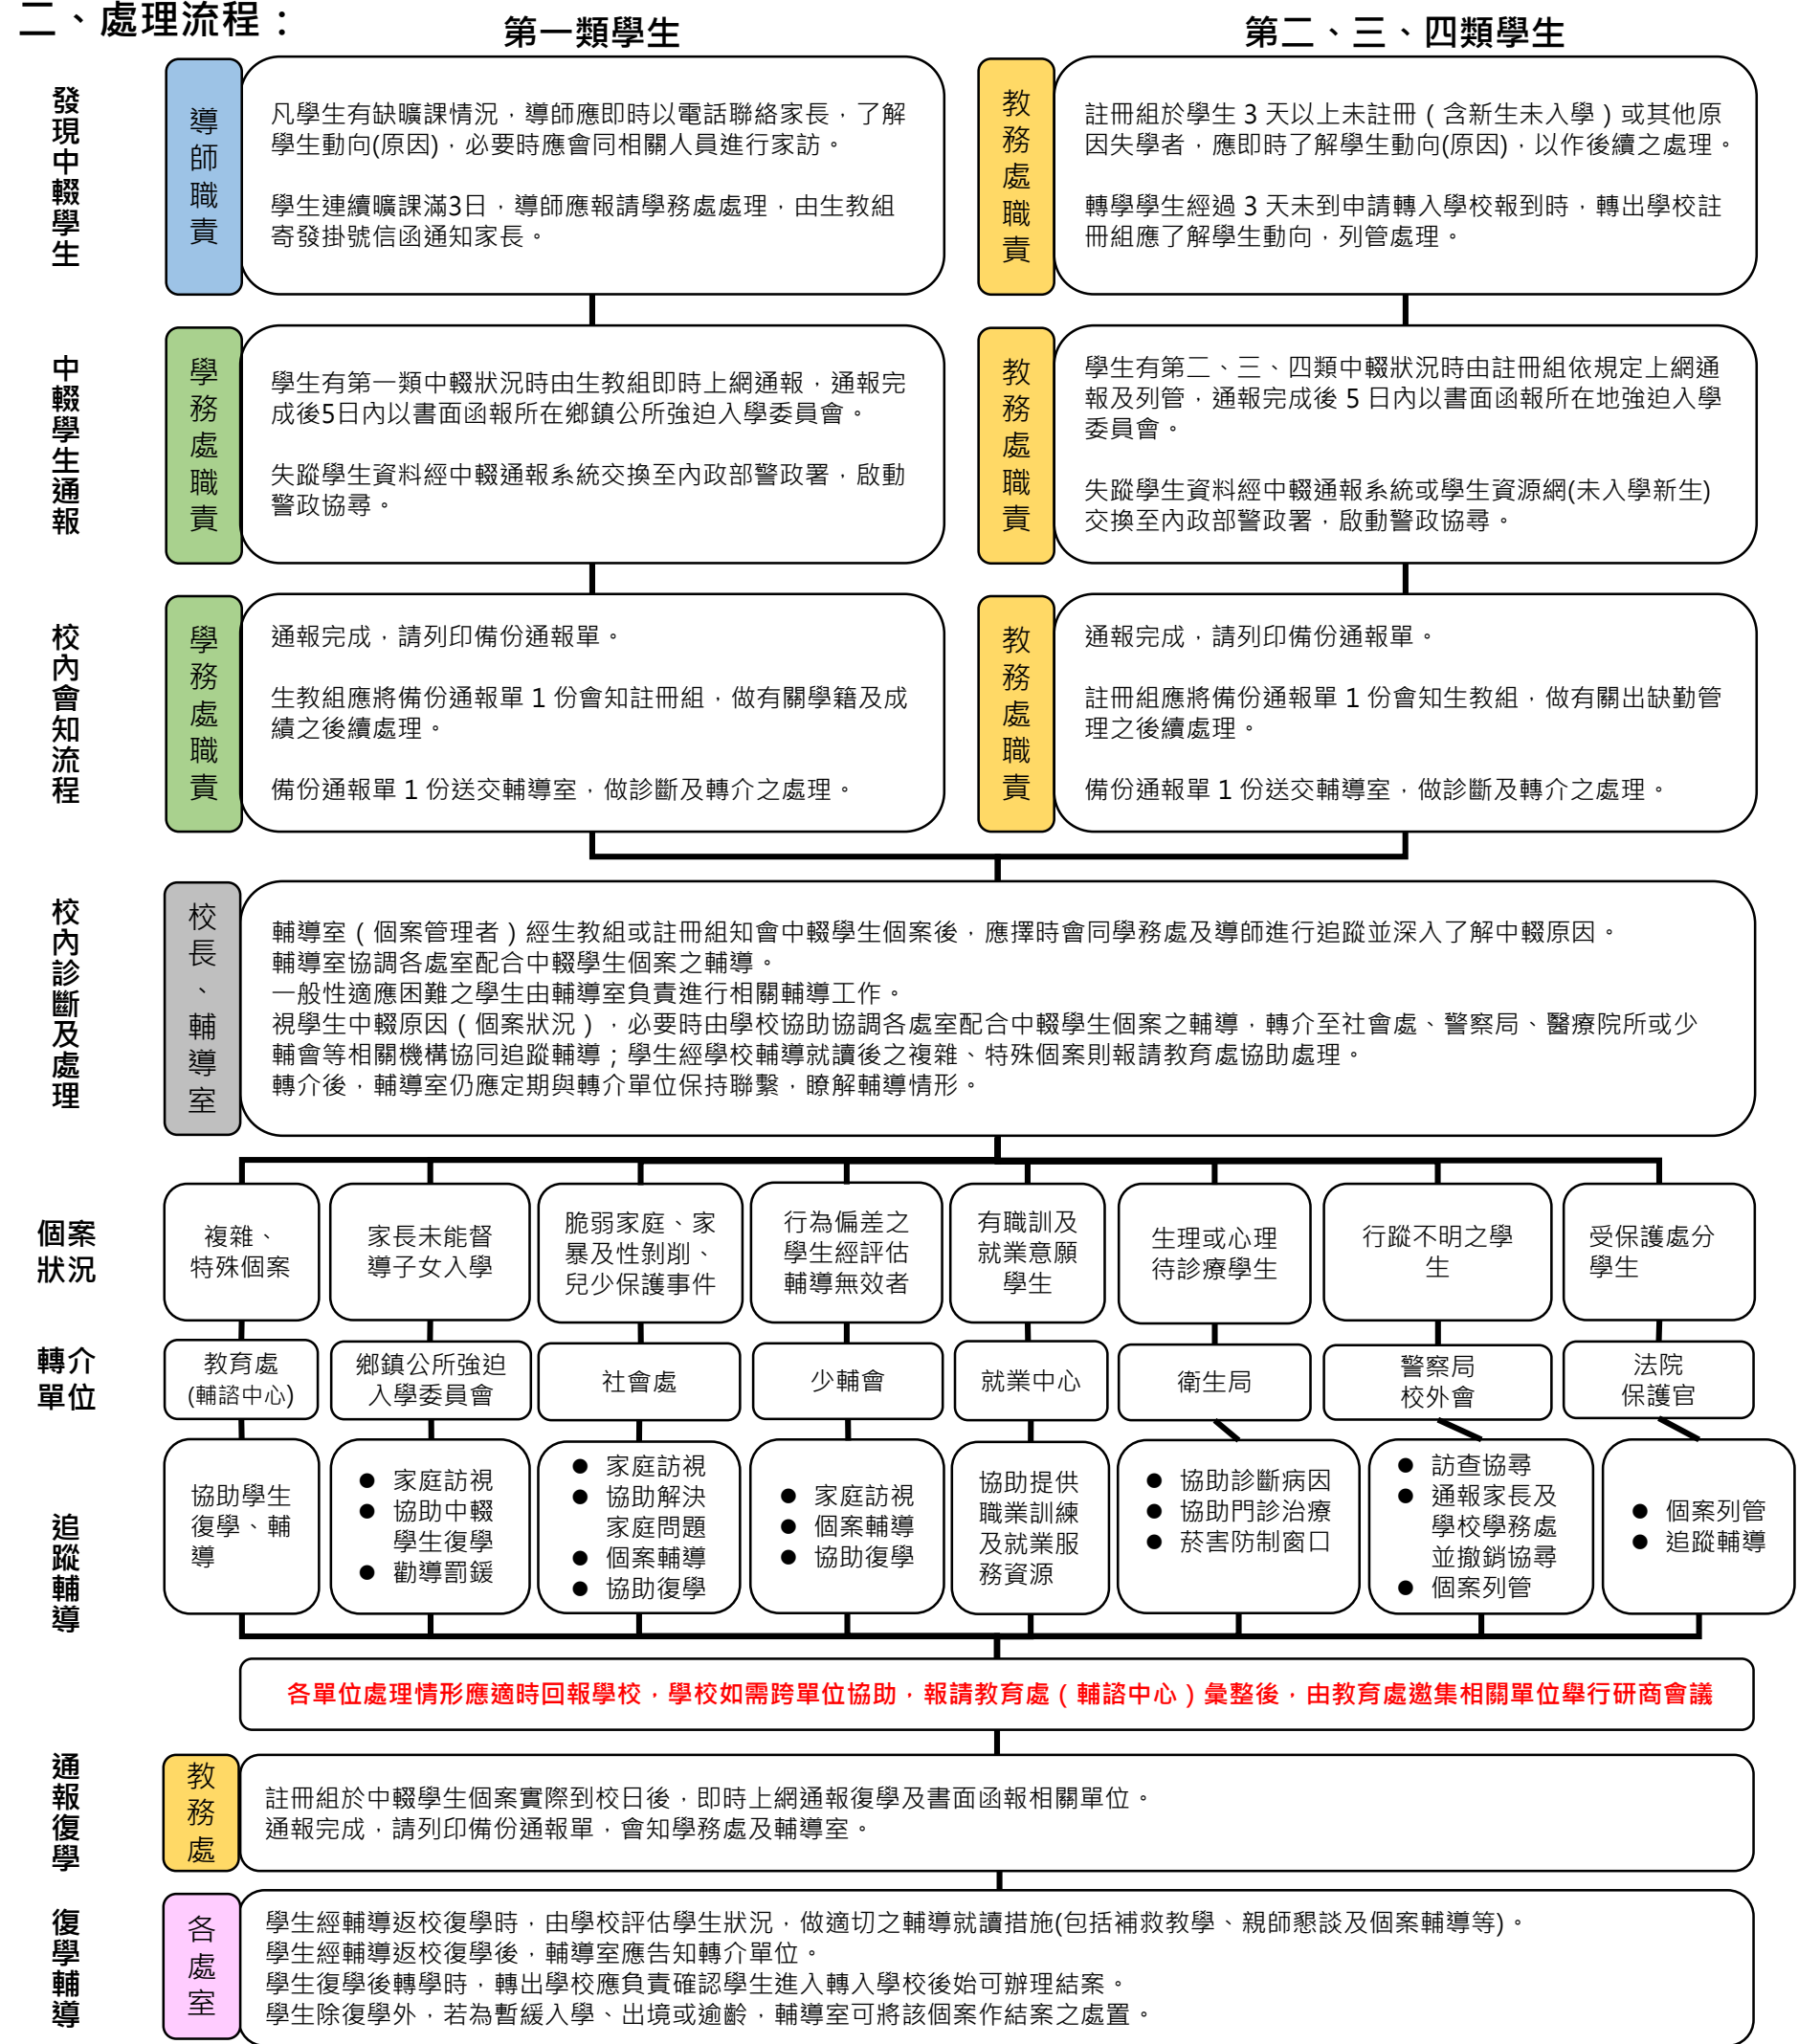 二、處理流程：
第一類學生
第二、三、四類學生
發現中輟學生
導師職責
凡學生有缺曠課情況，導師應即時以電話聯絡家長，了解
學生動向(原因)，必要時應會同相關人員進行家訪。
學生連續曠課滿3日，導師應報請學務處處理，由生教組
寄發掛號信函通知家長。
教務處職責
註冊組於學生 3 天以上未註冊（含新生未入學）或其他原
因失學者，應即時了解學生動向(原因)，以作後續之處理。
轉學學生經過 3 天未到申請轉入學校報到時，轉出學校註
冊組應了解學生動向，列管處理。
中輟學生通報
學務處職責
學生有第一類中輟狀況時由生教組即時上網通報，通報完
成後5日內以書面函報所在鄉鎮公所強迫入學委員會。
失蹤學生資料經中輟通報系統交換至內政部警政署，啟動
警政協尋。
教務處職責
學生有第二、三、四類中輟狀況時由註冊組依規定上網通
報及列管，通報完成後 5 日內以書面函報所在地強迫入學
委員會。
失蹤學生資料經中輟通報系統或學生資源網(未入學新生)
交換至內政部警政署，啟動警政協尋。
校內會知流程
學務處職責
通報完成，請列印備份通報單。
生教組應將備份通報單 1 份會知註冊組，做有關學籍及成
績之後續處理。
備份通報單 1 份送交輔導室，做診斷及轉介之處理。
教務處職責
通報完成，請列印備份通報單。
註冊組應將備份通報單 1 份會知生教組，做有關出缺勤管
理之後續處理。
備份通報單 1 份送交輔導室，做診斷及轉介之處理。
校內診斷及處理
校長、輔導室
輔導室（個案管理者）經生教組或註冊組知會中輟學生個案後，應擇時會同學務處及導師進行追蹤並深入了解中輟原因。
輔導室協調各處室配合中輟學生個案之輔導。
一般性適應困難之學生由輔導室負責進行相關輔導工作。
視學生中輟原因（個案狀況），必要時由學校協助協調各處室配合中輟學生個案之輔導，轉介至社會處、警察局、醫療院所或少
輔會等相關機構協同追蹤輔導；學生經學校輔導就讀後之複雜、特殊個案則報請教育處協助處理。
轉介後，輔導室仍應定期與轉介單位保持聯繫，瞭解輔導情形。
個案
狀況
複雜、
特殊個案
家長未能督
導子女入學
脆弱家庭、家
暴及性剝削、
兒少保護事件
行為偏差之
學生經評估
輔導無效者
有職訓及
就業意願
學生
生理或心理
待診療學生
行蹤不明之學
生
受保護處分
學生
轉介
單位
教育處
(輔諮中心)
鄉鎮公所強迫
入學委員會
社會處
少輔會
就業中心
衛生局
警察局
校外會
法院
保護官
追蹤輔導
協助學生
復學、輔
導
● 家庭訪視
● 協助中輟
學生復學
● 勸導罰鍰
● 家庭訪視
● 協助解決
家庭問題
● 個案輔導
● 協助復學
● 家庭訪視
● 個案輔導
● 協助復學
協助提供
職業訓練
及就業服
務資源
● 協助診斷病因
● 協助門診治療
● 菸害防制窗口
● 訪查協尋
● 通報家長及
學校學務處
並撤銷協尋
● 個案列管
● 個案列管
● 追蹤輔導
各單位處理情形應適時回報學校，學校如需跨單位協助，報請教育處（輔諮中心）彙整後，由教育處邀集相關單位舉行研商會議
通報復學
教務處
註冊組於中輟學生個案實際到校日後，即時上網通報復學及書面函報相關單位。
通報完成，請列印備份通報單，會知學務處及輔導室。
復學輔導
各處室
學生經輔導返校復學時，由學校評估學生狀況，做適切之輔導就讀措施(包括補救教學、親師懇談及個案輔導等)。
學生經輔導返校復學後，輔導室應告知轉介單位。
學生復學後轉學時，轉出學校應負責確認學生進入轉入學校後始可辦理結案。
學生除復學外，若為暫緩入學、出境或逾齡，輔導室可將該個案作結案之處置。